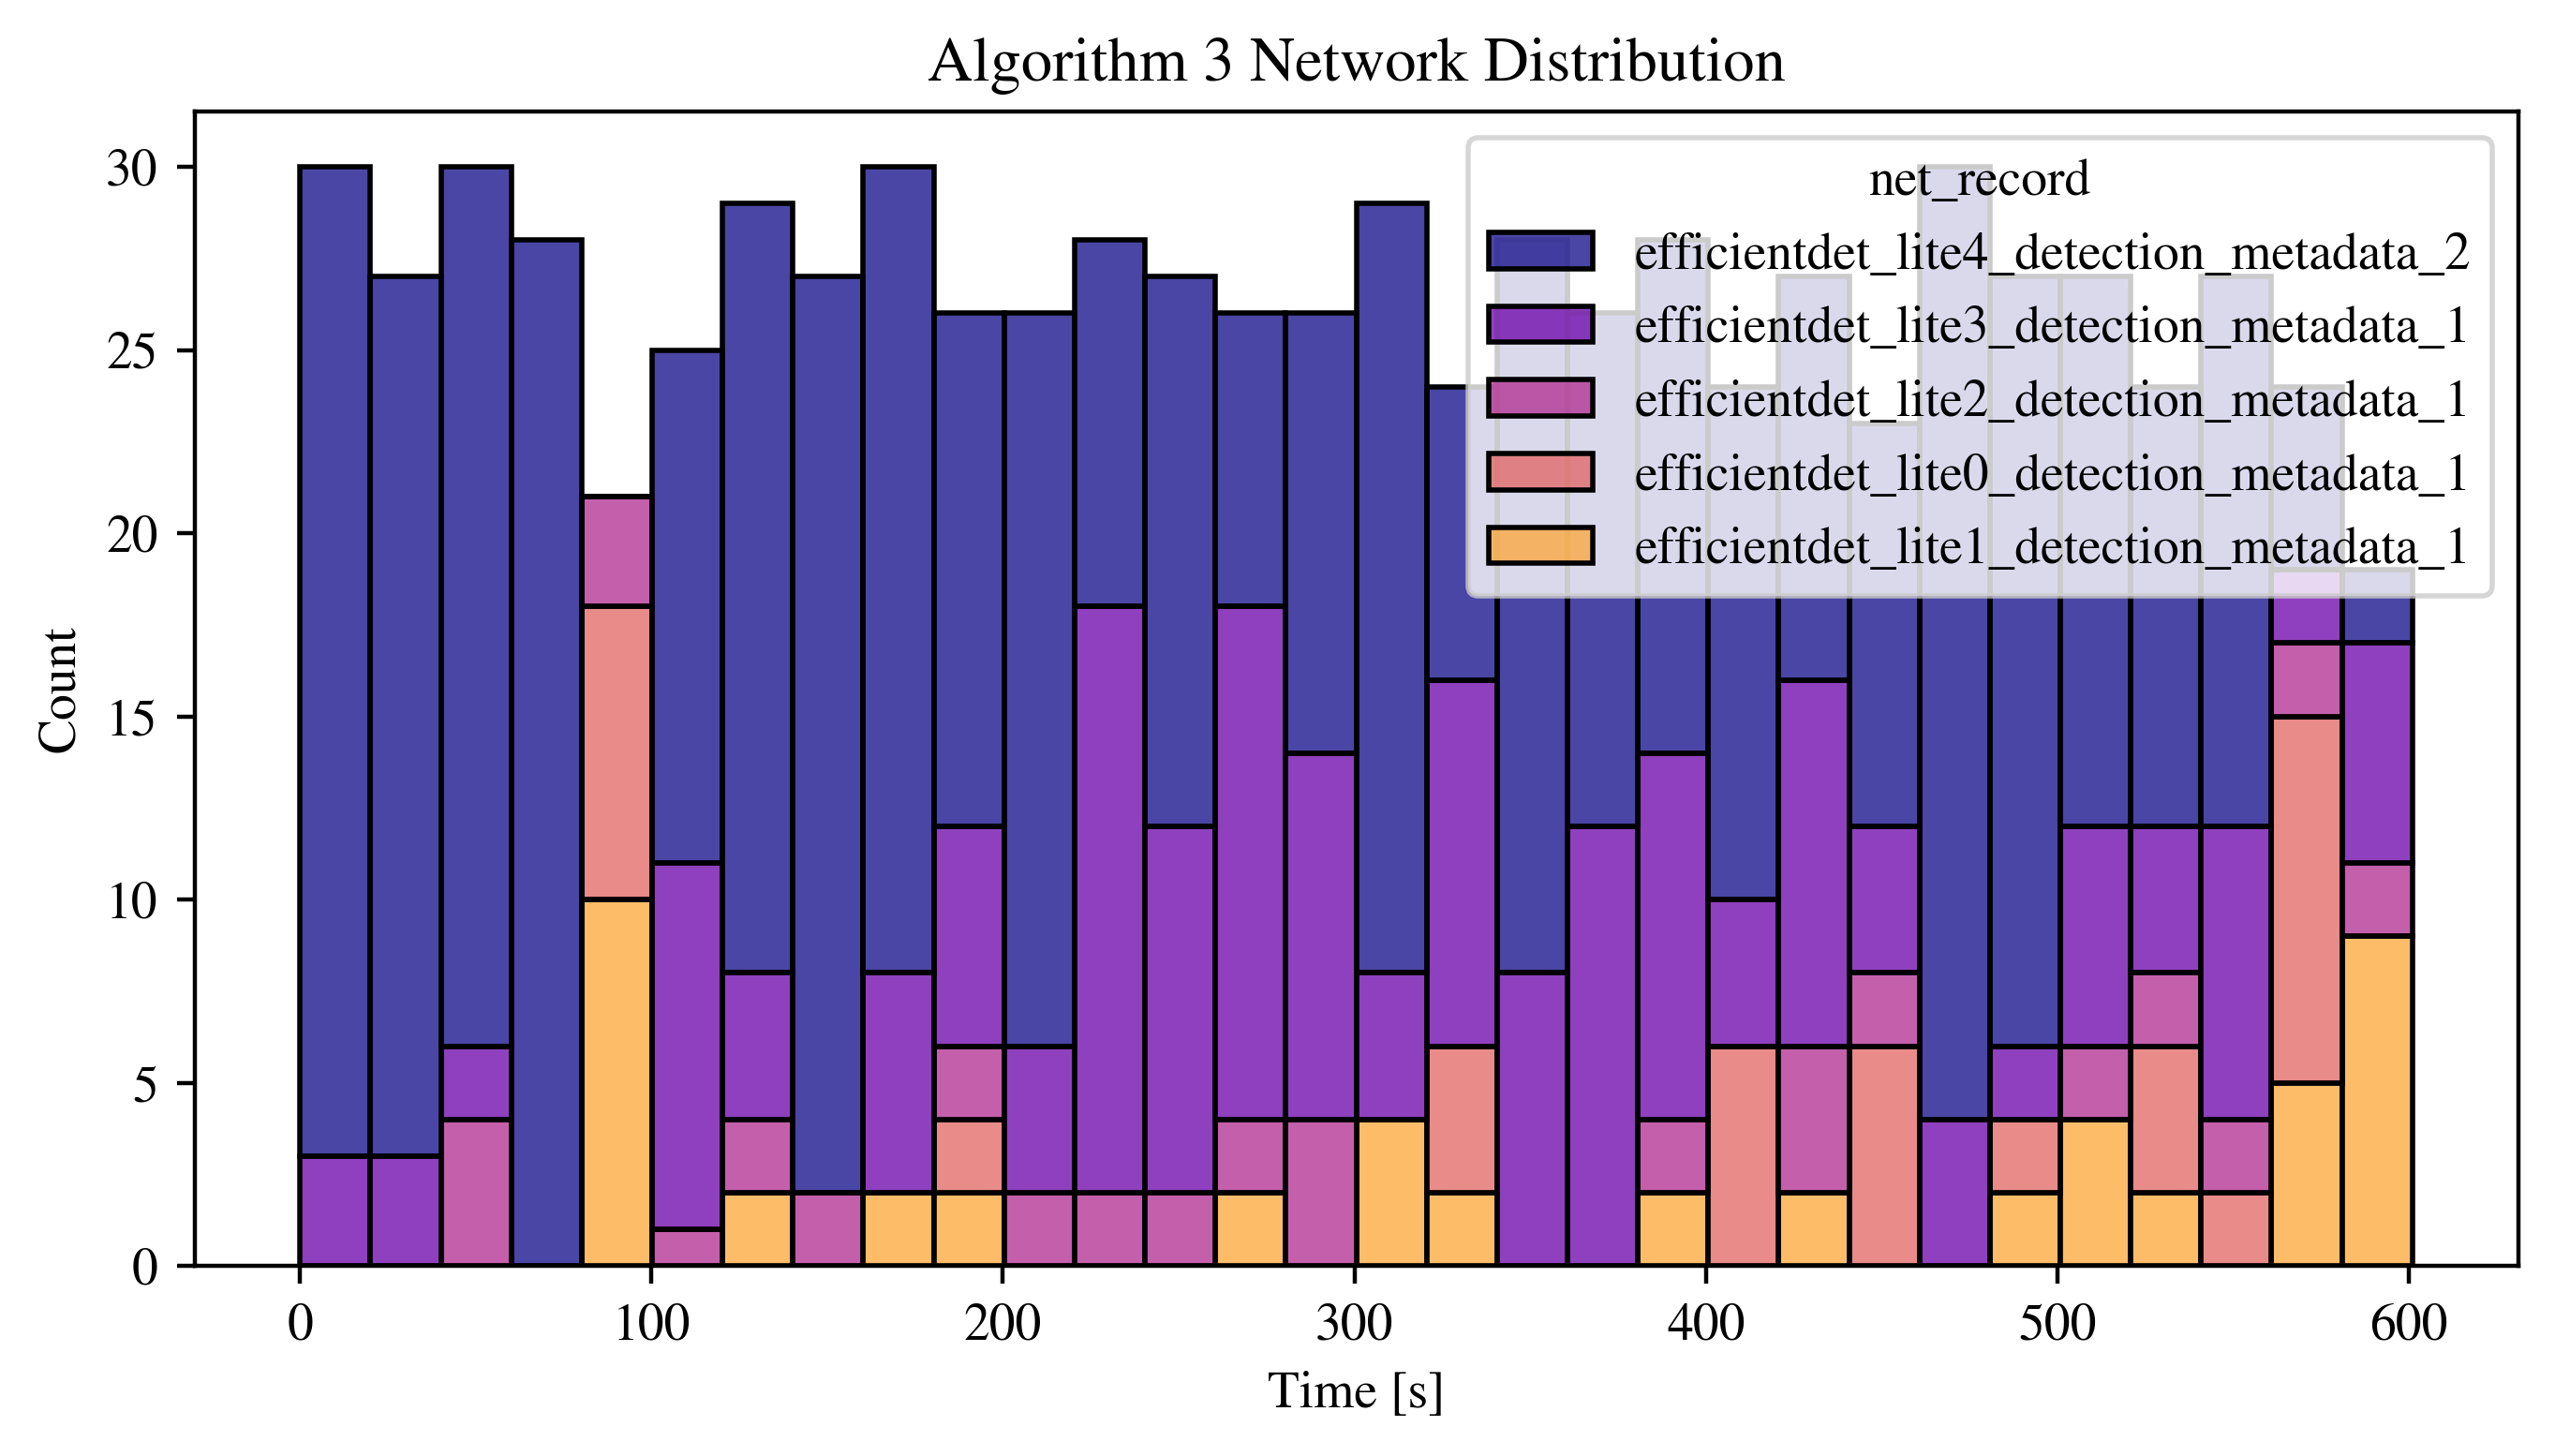 Algorithm 3 Network Distribution
net_record
efficientdet_lite4_detection_metadata_2
efficientdet_lite3_detection_metadata_1
efficientdet_lite2_detection_metadata_1
efficientdet_lite0_detection_metadata_1
efficientdet_lite1_detection_metadata_1
Count
30
25
20
15
10
5
0
0 100 200 300 400 500 600
Time [s]